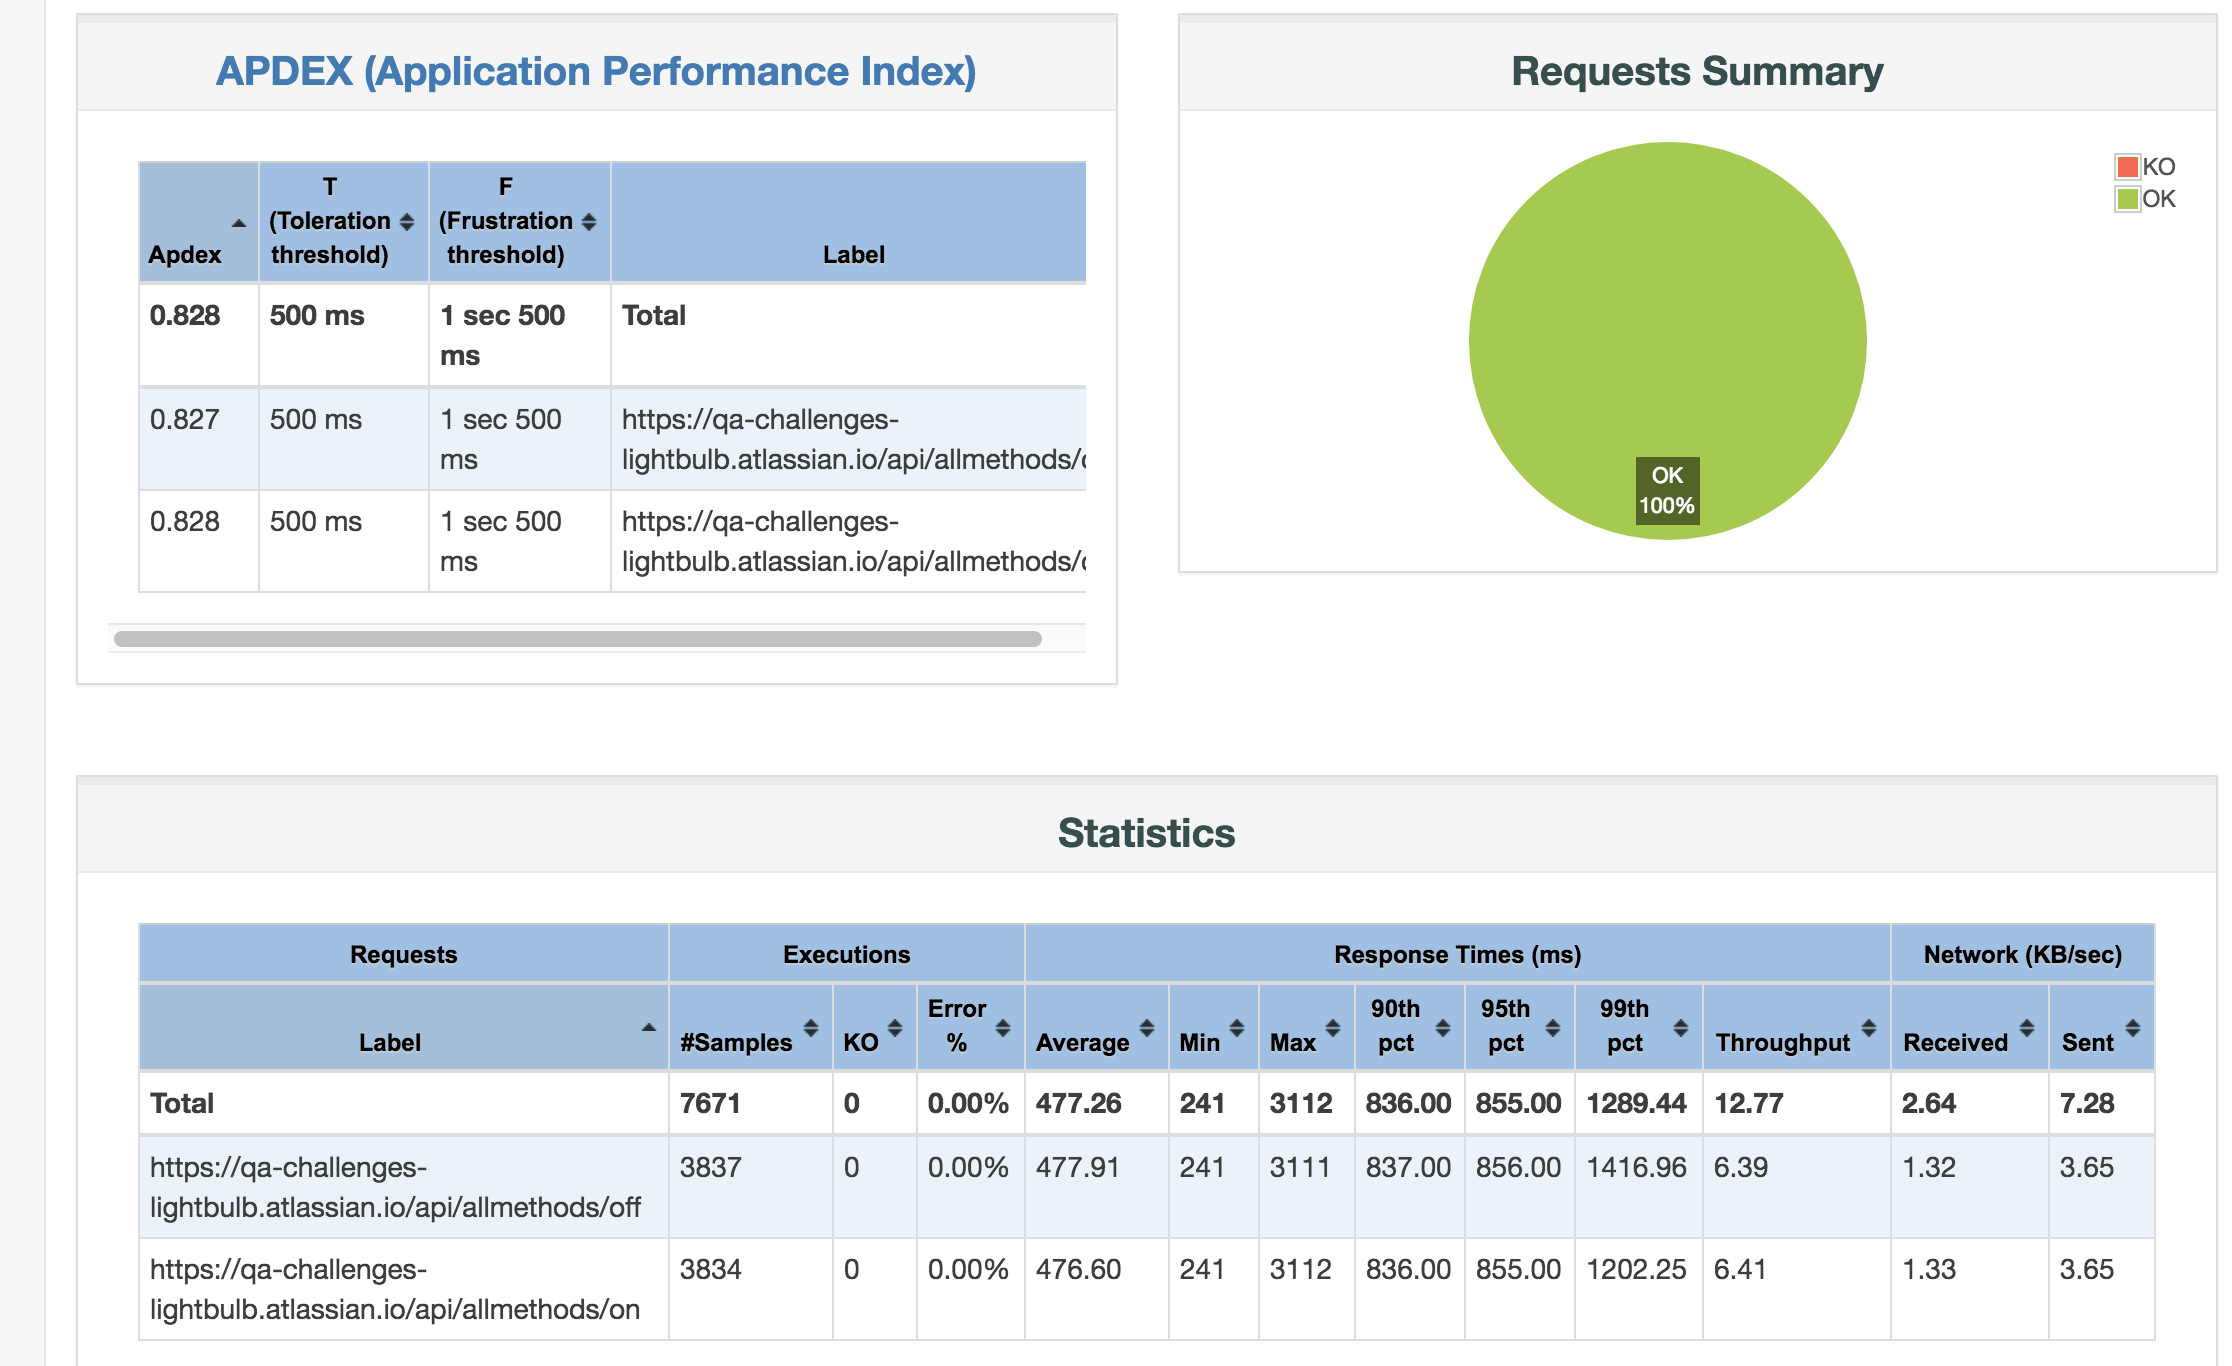 APDEX (Application Performance Index)
Apdex
T
(Toleration
threshold)
F
(Frustration
threshold)
Label
0.828 500 ms 1 sec 500
ms
Total
0.827 500 ms 1 sec 500
ms
https://qa-challenges-
lightbulb.atlassian.io/api/allmethods/
0.828 500 ms 1 sec 500
ms
https://qa-challenges-
lightbulb.atlassian.io/api/allmethods/
Requests Summary
KO
OK
OK
100%
Statistics
Requests Executions Response Times (ms) Network (KB/sec)
Label #Samples KO
Error
%
Average Min Max
90th
pct
95th
pct
99th
pct
Throughput Received Sent
Total 7671 0 0.00% 477.26 241 3112 836.00 855.00 1289.44 12.77 2.64 7.28
https://qa-challenges-
lightbulb.atlassian.io/api/allmethods/off
3837 0 0.00% 477.91 241 3111 837.00 856.00 1416.96 6.39 1.32 3.65
https://qa-challenges-
lightbulb.atlassian.io/api/allmethods/on
3834 0 0.00% 476.60 241 3112 836.00 855.00 1202.25 6.41 1.33 3.65